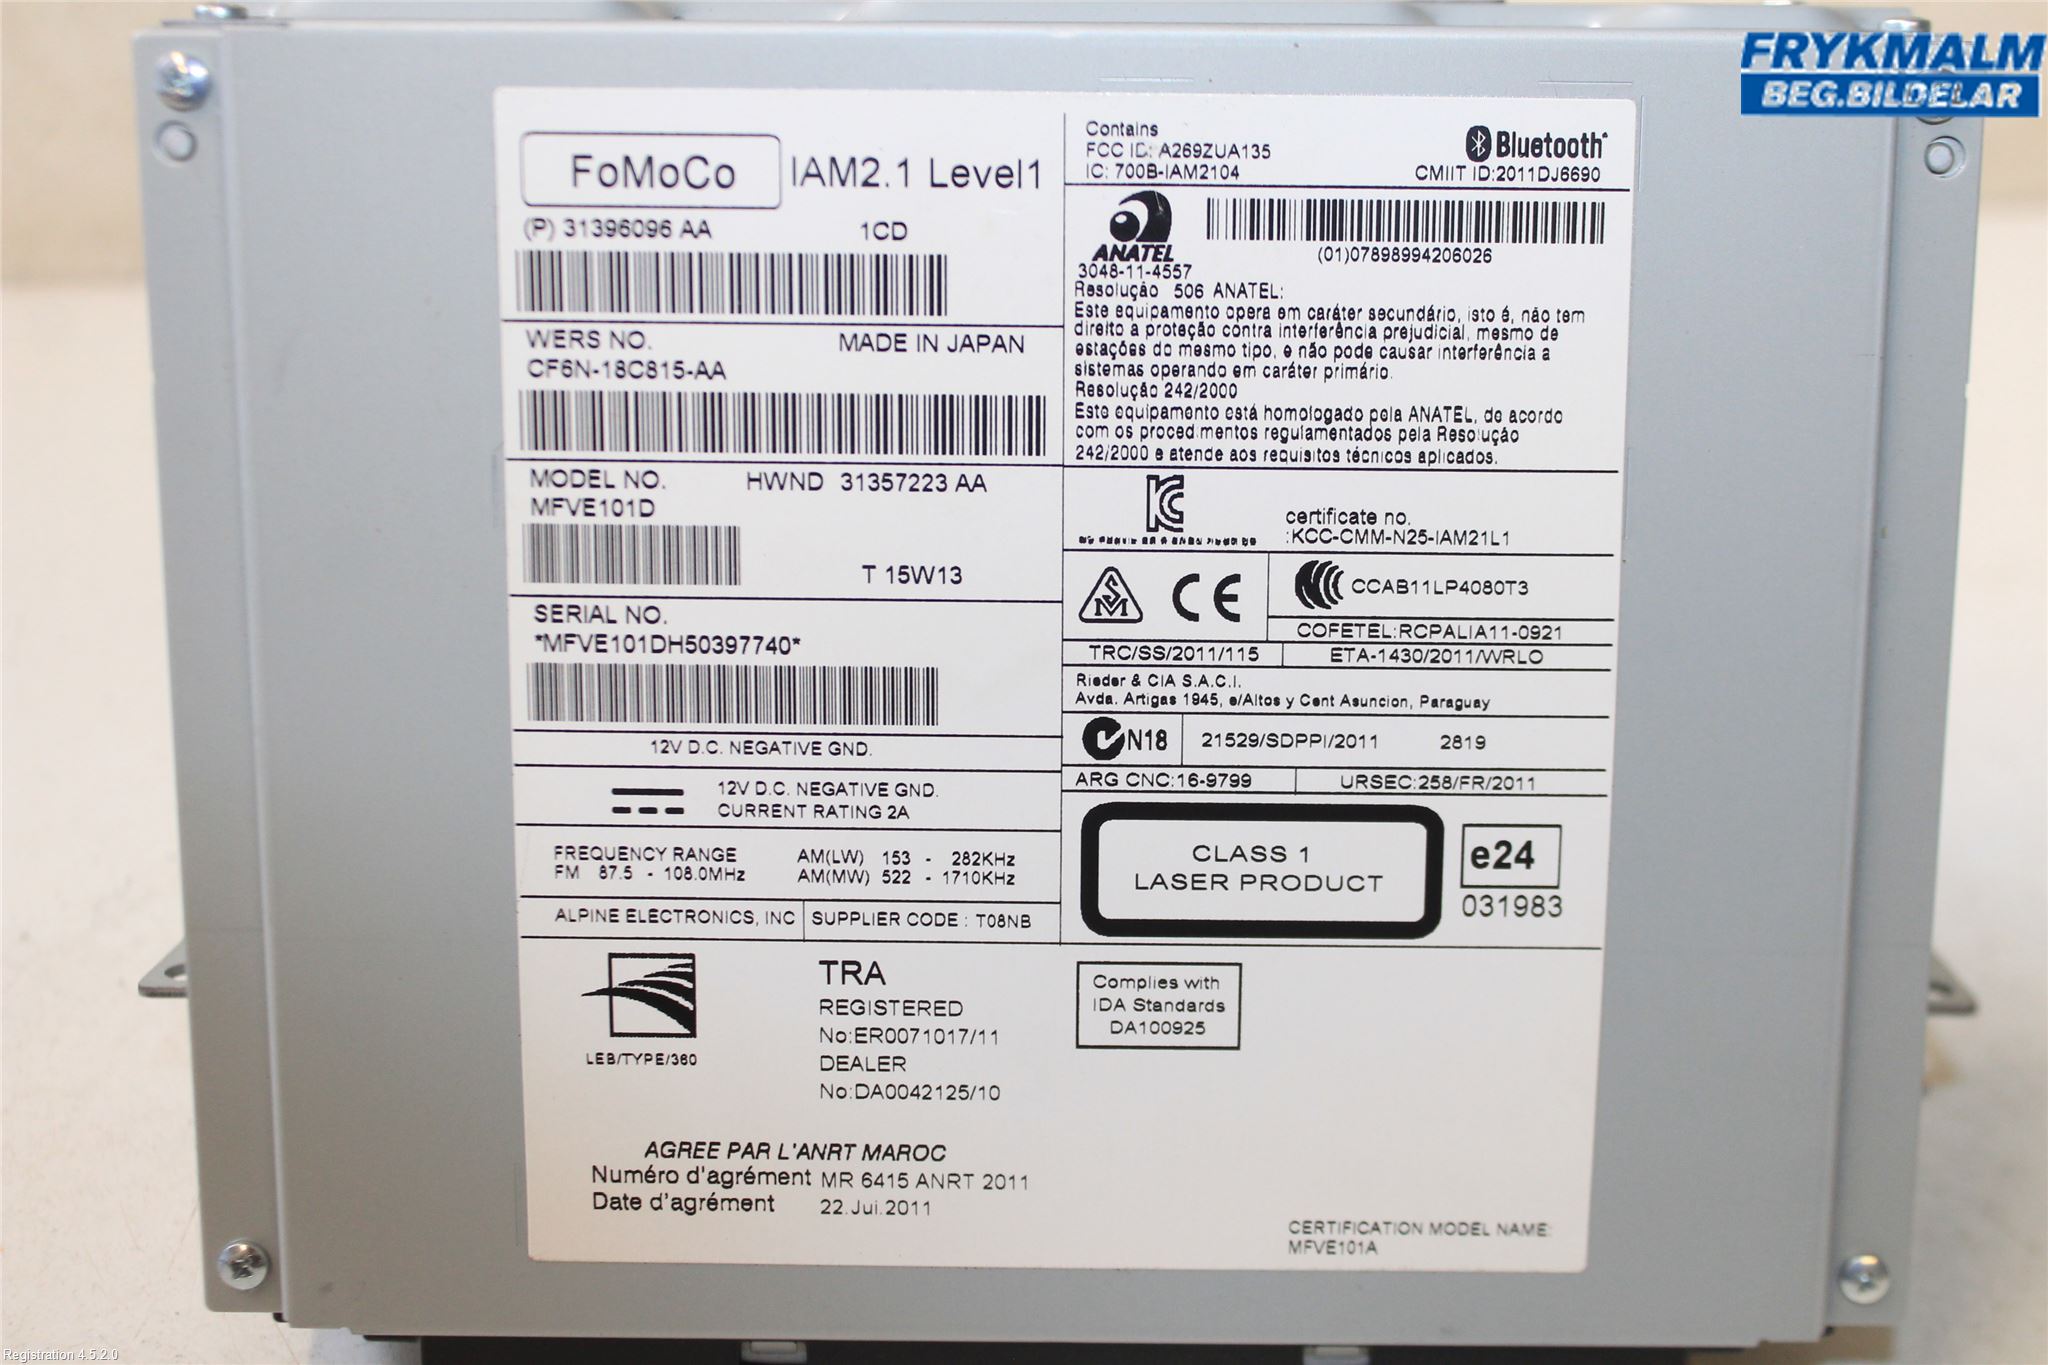 FRYKMALM
BEG.BILDELAR
FoMoCo IAM2.1 Level1
(P) 31396096 AA 1CD
WERS NO. MADE IN JAPAN
CF6N-18C815-AA
MODEL NO. HWND 31357223 AA
MFVE101D
T 15W13
SERIAL NO.
*MFVE101DH50397740*
12V D.C. NEGATIVE GND.
12V D.C. NEGATIVE GND.
CURRENT RATING 2A
FREQUENCY RANGE AM(LW) 153 - 282KHz
FM 87.5 - 108.0MHz AM(MW) 522 - 1710KHz
ALPINE ELECTRONICS, INC SUPPLIER CODE : T08NB
Contains
FCC ID: A269ZUA135
IC: 700B-IAM2104
Bluetooth
CMIIT ID:2011DJ6690
ANATEL
3048-11-4557
(01)07898994206026
Resolução 506 ANATEL:
Este equipamento opera em caráter secundário, isto é, não tem
direito a proteção contra interferência prejudicial, mesmo de
estações do mesmo tipo, e não pode causar interferência a
sistemas operando em caráter primário.
Resolução 242/2000
Este equipamento está homologado pela ANATEL, de acordo
com os procedimentos regulamentados pela Resolução
242/2000 e atende aos requisitos técnicos aplicados.
certificate no.
:KCC-CMM-N25-IAM21L1
CE
CCAB11LP4080T3
COFETEL:RCPALIA11-0921
TRC/SS/2011/115 ETA-1430/2011/WRLO
Rieder & CIA S.A.C.I.
Avda. Artigas 1945, e/Altos y Cent Asuncion, Paraguay
N18 21529/SDPPI/2011 2819
ARG CNC:16-9799 URSEC:258/FR/2011
CLASS 1
LASER PRODUCT
e24
031983
LEB/TYPE/360
TRA
REGISTERED
No:ER0071017/11
DEALER
No:DA0042125/10
Complies with
IDA Standards
DA100925
AGREE PAR L'ANRT MAROC
Numéro d'agrément MR 6415 ANRT 2011
Date d'agrément 22.Jui.2011
CERTIFICATION MODEL NAME:
MFVE101A
Registration 4.5.2.0